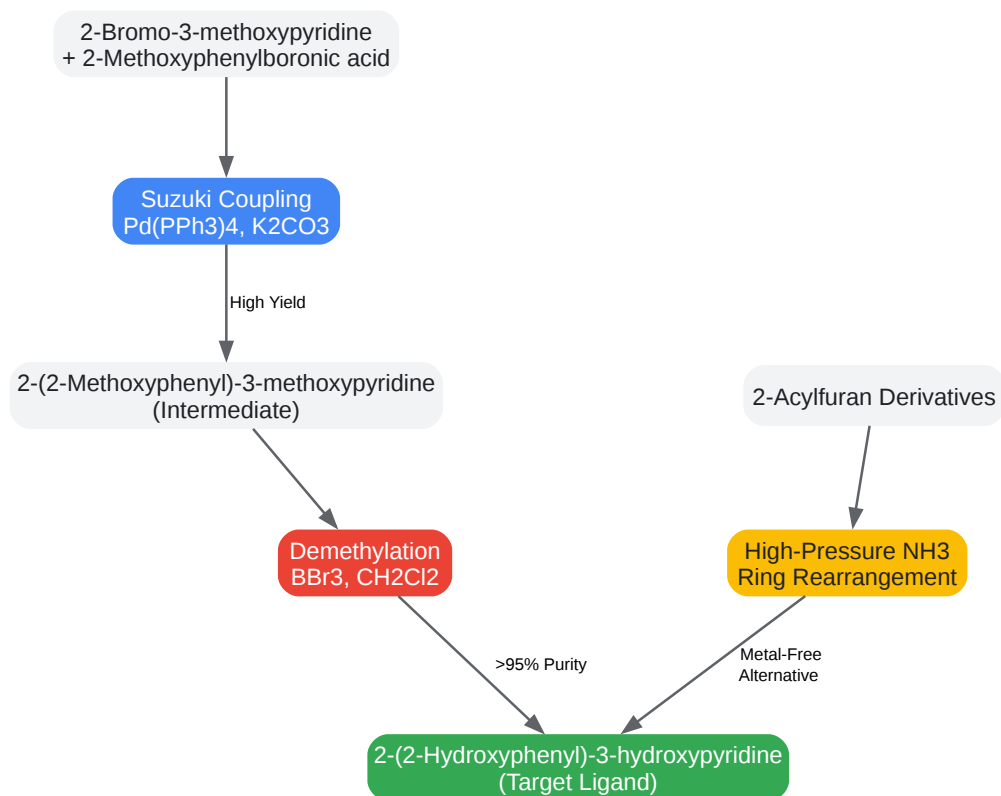 2-Bromo-3-methoxypyridine
+ 2-Methoxyphenylboronic acid
Suzuki Coupling
Pd(PPh3)4, K2CO3
High Yield
2-(2-Methoxyphenyl)-3-methoxypyridine
(Intermediate)
2-Acylfuran Derivatives
Demethylation
BBr3, CH2Cl2
High-Pressure NH3
Ring Rearrangement
>95% Purity
Metal-Free
Alternative
2-(2-Hydroxyphenyl)-3-hydroxypyridine
(Target Ligand)